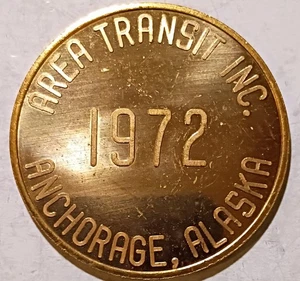 AREA TRANSIT INC.
1972
ANCHORAGE, ALASKA